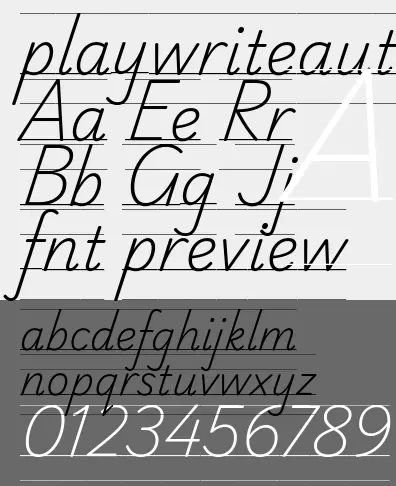 playwriteaut
Aa Ee Rr
A
Bb Gg Jj
fnt preview
abcdefghijklm
nopqrstuvwxyz
0123456789